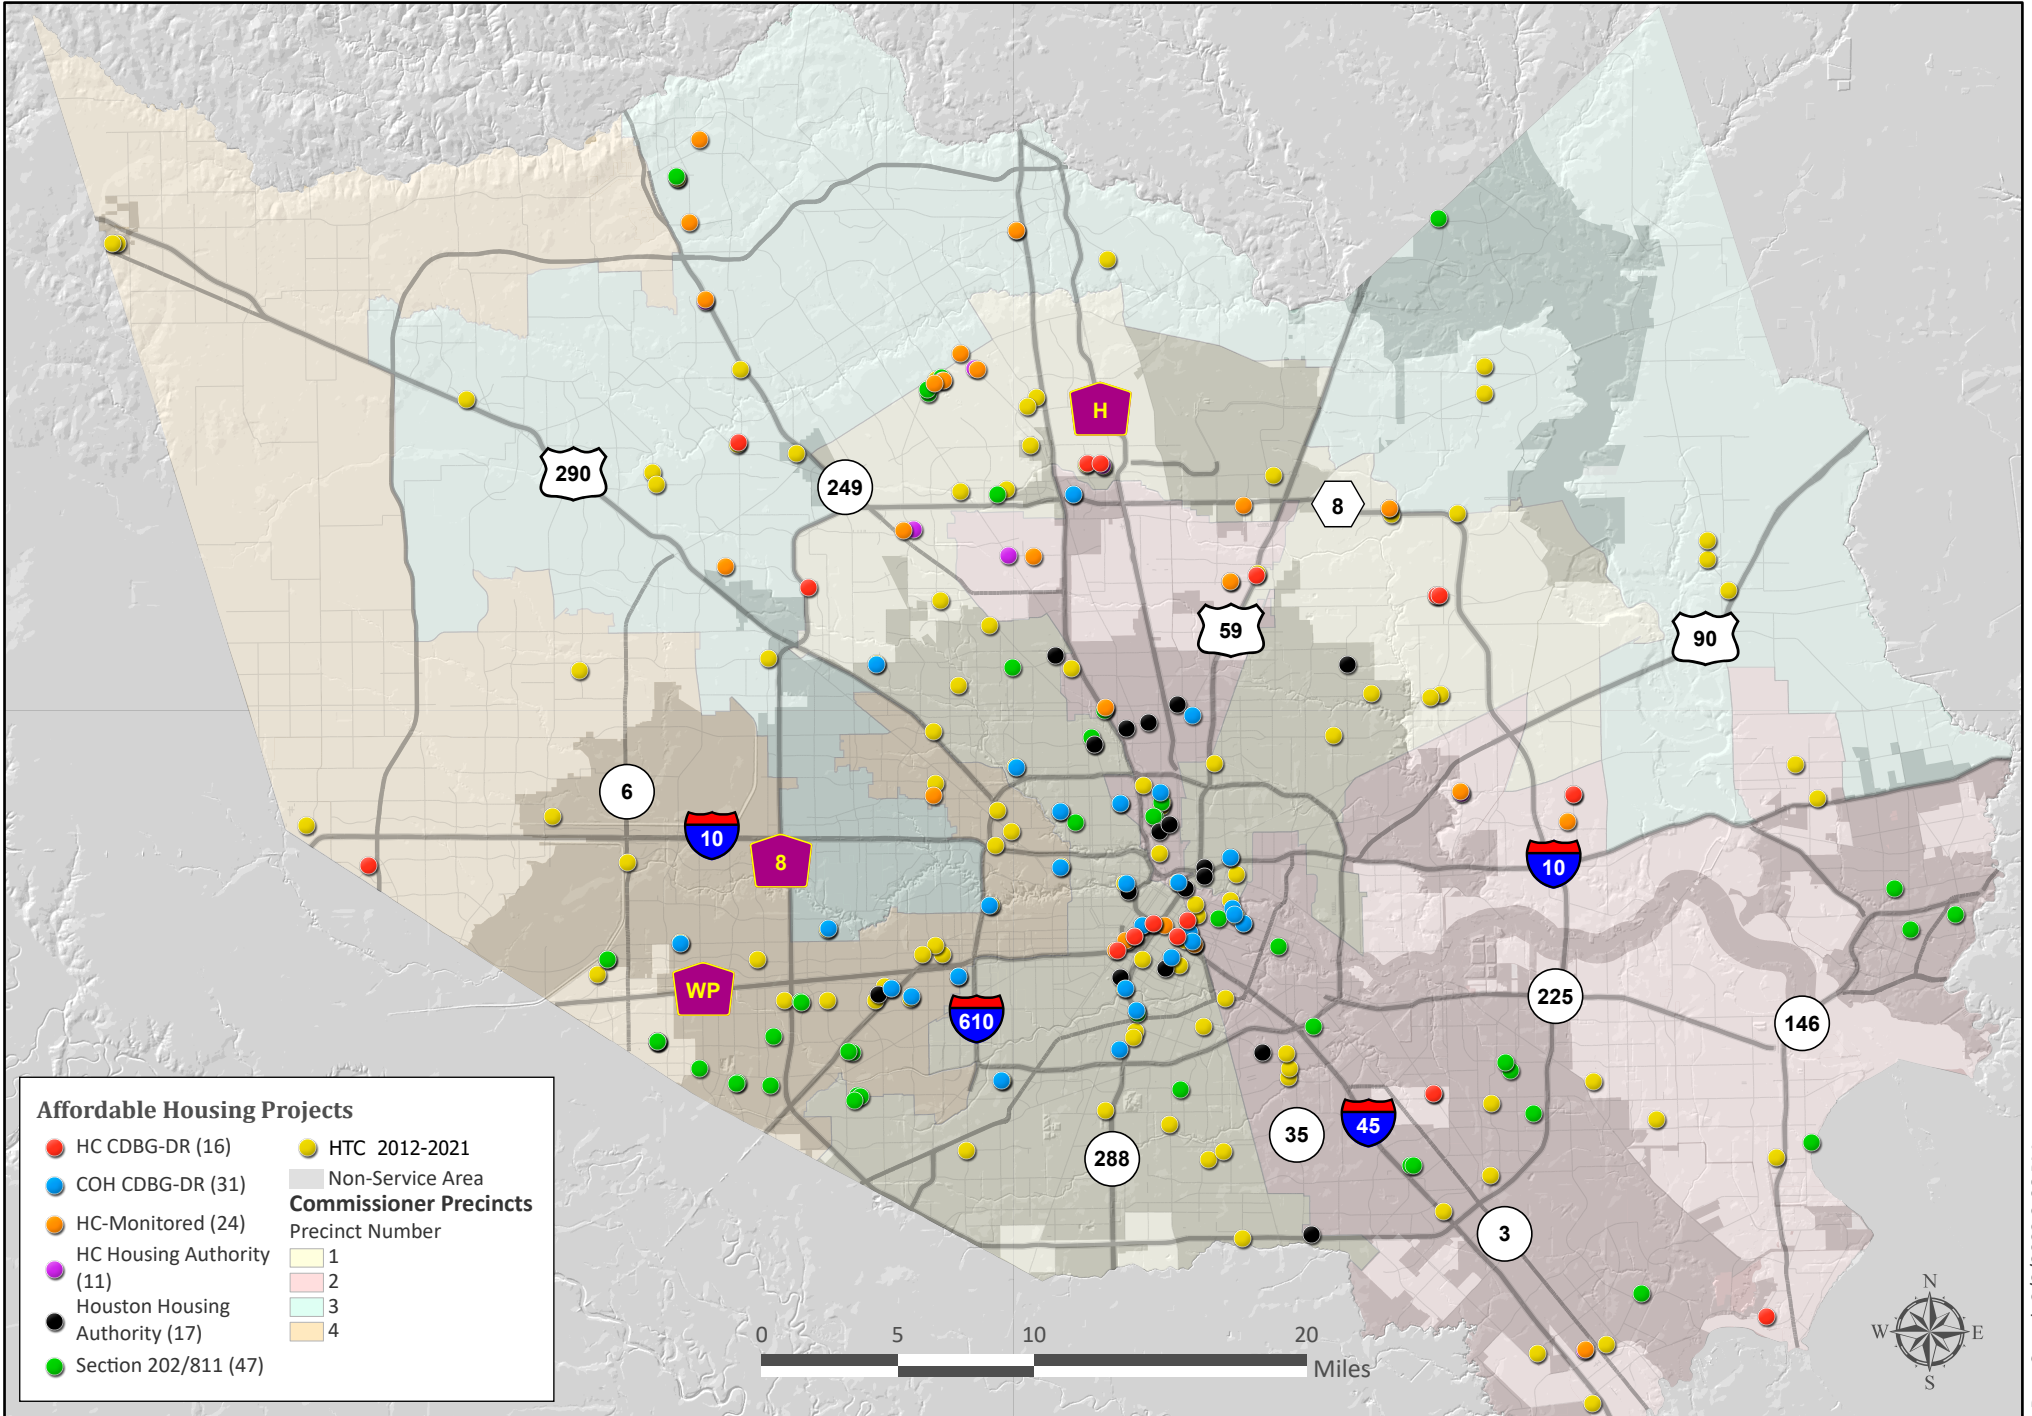 H
290
249
8
59
90
6
10
8
10
WP
610
225
146
45
35
288
3
Affordable Housing Projects
HC CDBG-DR (16)
COH CDBG-DR (31)
HC-Monitored (24)
HC Housing Authority
(11)
Houston Housing
Authority (17)
Section 202/811 (47)
HTC 2012-2021
Non-Service Area
Commissioner Precincts
Precinct Number
1
2
3
4
0 5 10 20
Miles
N
W E
S